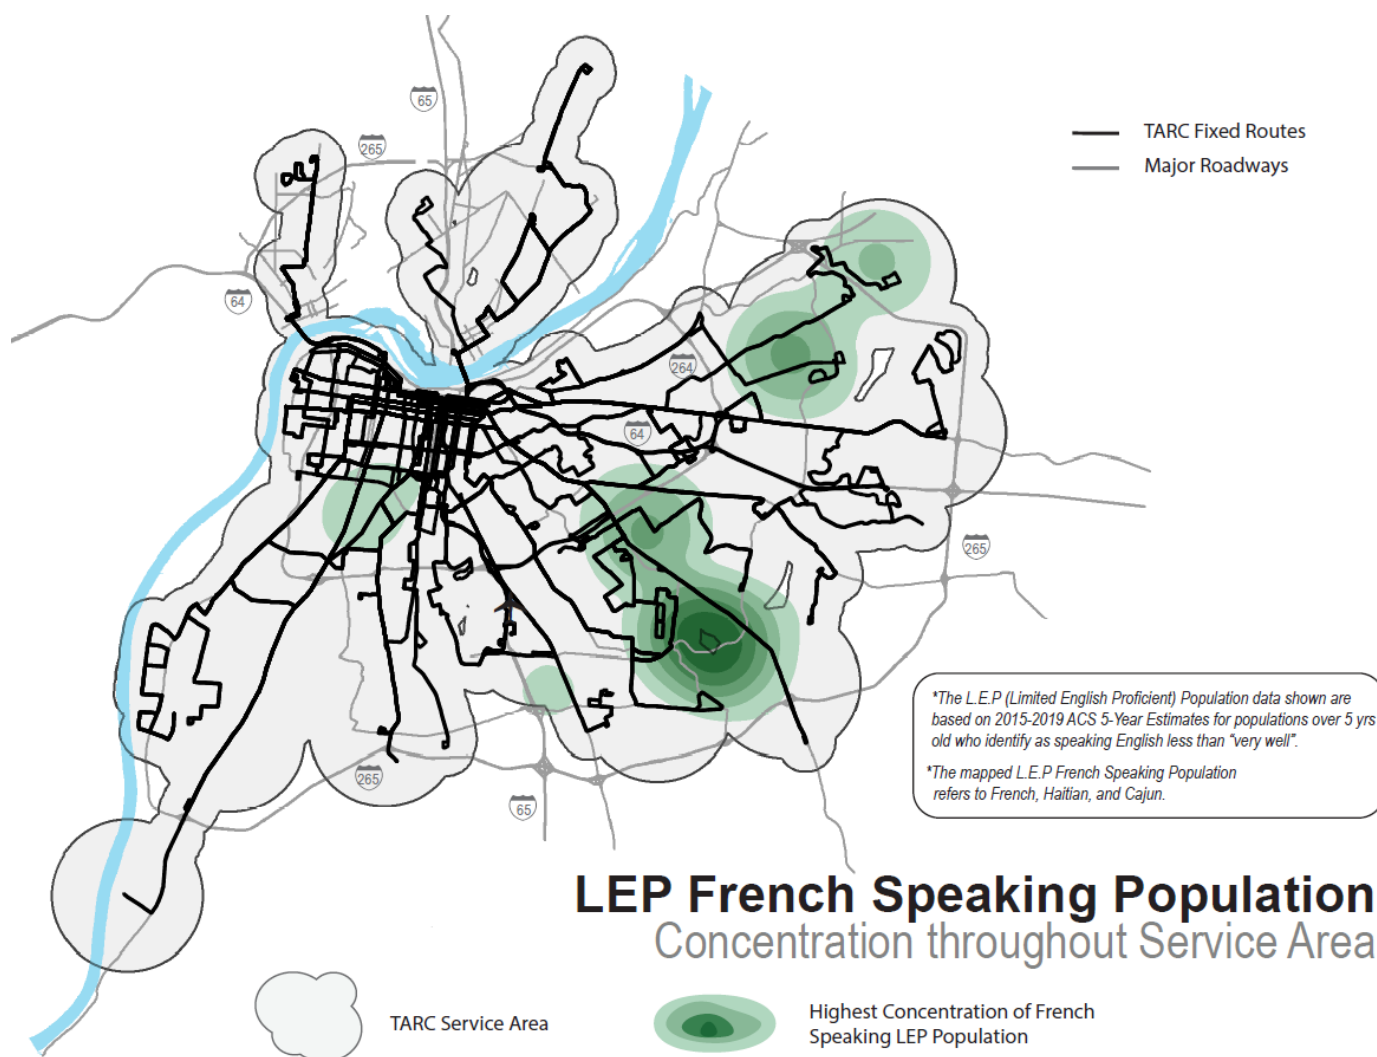 65
265
TARC Fixed Routes
Major Roadways
64
264
64
265
*The L.E.P (Limited English Proficient) Population data shown are
based on 2015-2019 ACS 5-Year Estimates for populations over 5 yrs
old who identify as speaking English less than “very well”.
*The mapped L.E.P French Speaking Population
refers to French, Haitian, and Cajun.
265
65
LEP French Speaking Population
Concentration throughout Service Area
TARC Service Area
Highest Concentration of French
Speaking LEP Population